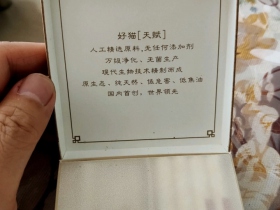 好猫[天赋]
人工精选原料,无任何添加剂
万级净化、无菌生产
现代生物技术精制而成
原生态、纯天然、低危害、低焦油
国内首创,世界领先